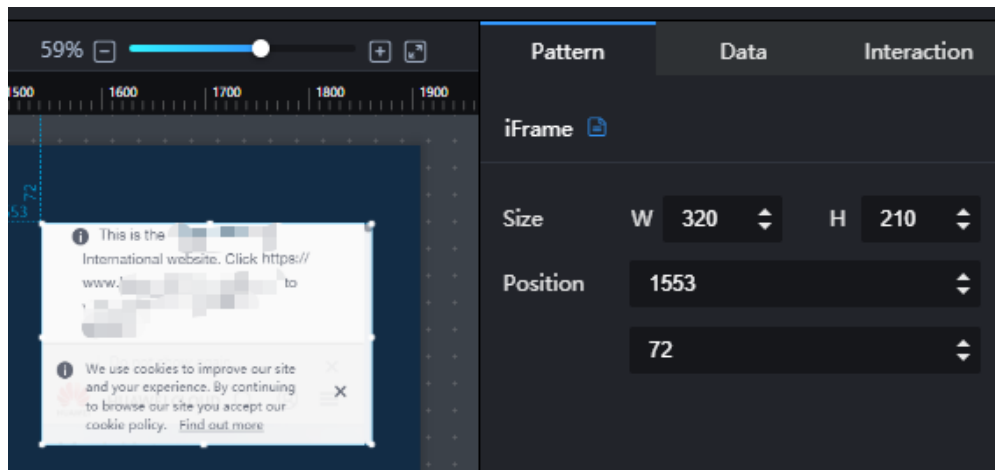 59%
Pattern Data Interaction
1500 1600 1700 1800 1900
iFrame
72
553
Size W 320 H 210
This is the
International website. Click https://
www. to
Position 1553
72
We use cookies to improve our site
and your experience. By continuing
to browse our site you accept our
cookie policy. Find out more